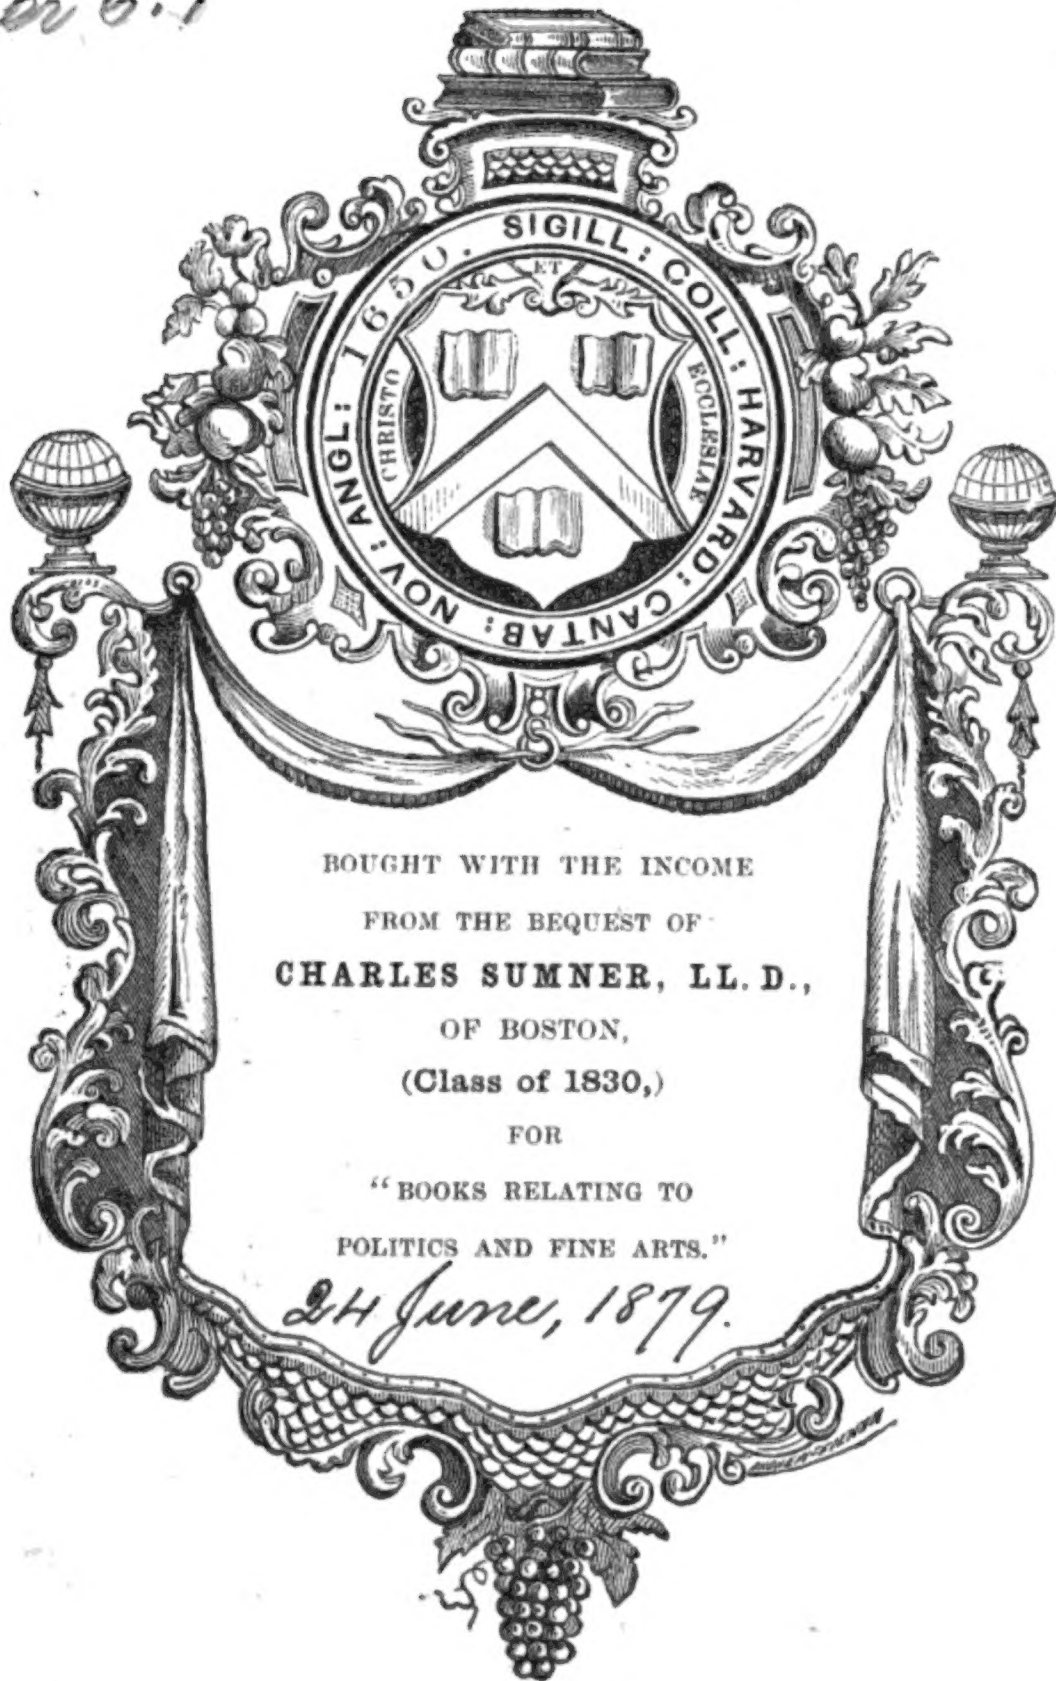 SIGILL: COLL: HARVARD: CANTAB: NOV: ANGL: 1650.
CHRISTO
ET
ECCLESIAE
BOUGHT WITH THE INCOME
FROM THE BEQUEST OF
CHARLES SUMNER, LL. D.,
OF BOSTON,
(Class of 1830,)
FOR
“BOOKS RELATING TO
POLITICS AND FINE ARTS.”
24 June, 1879.